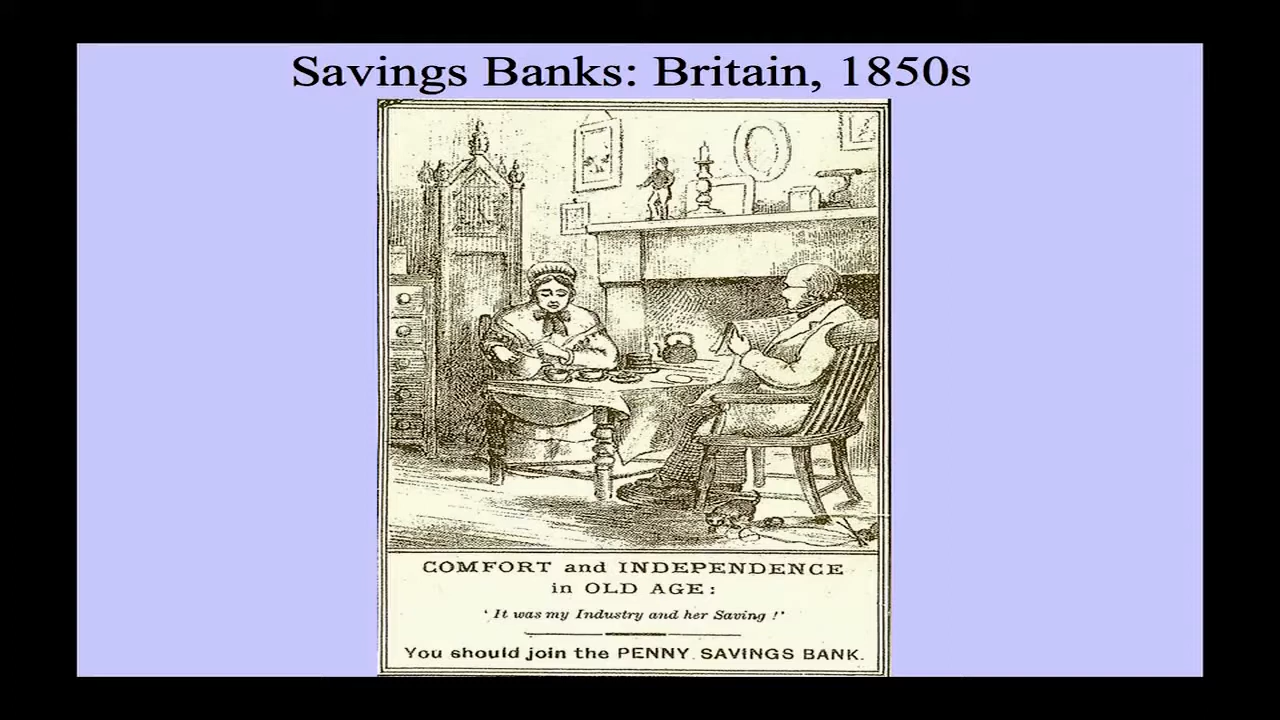 Savings Banks: Britain, 1850s
COMFORT and INDEPENDENCE
in OLD AGE:
'It was my Industry and her Saving!'
You should join the PENNY SAVINGS BANK.